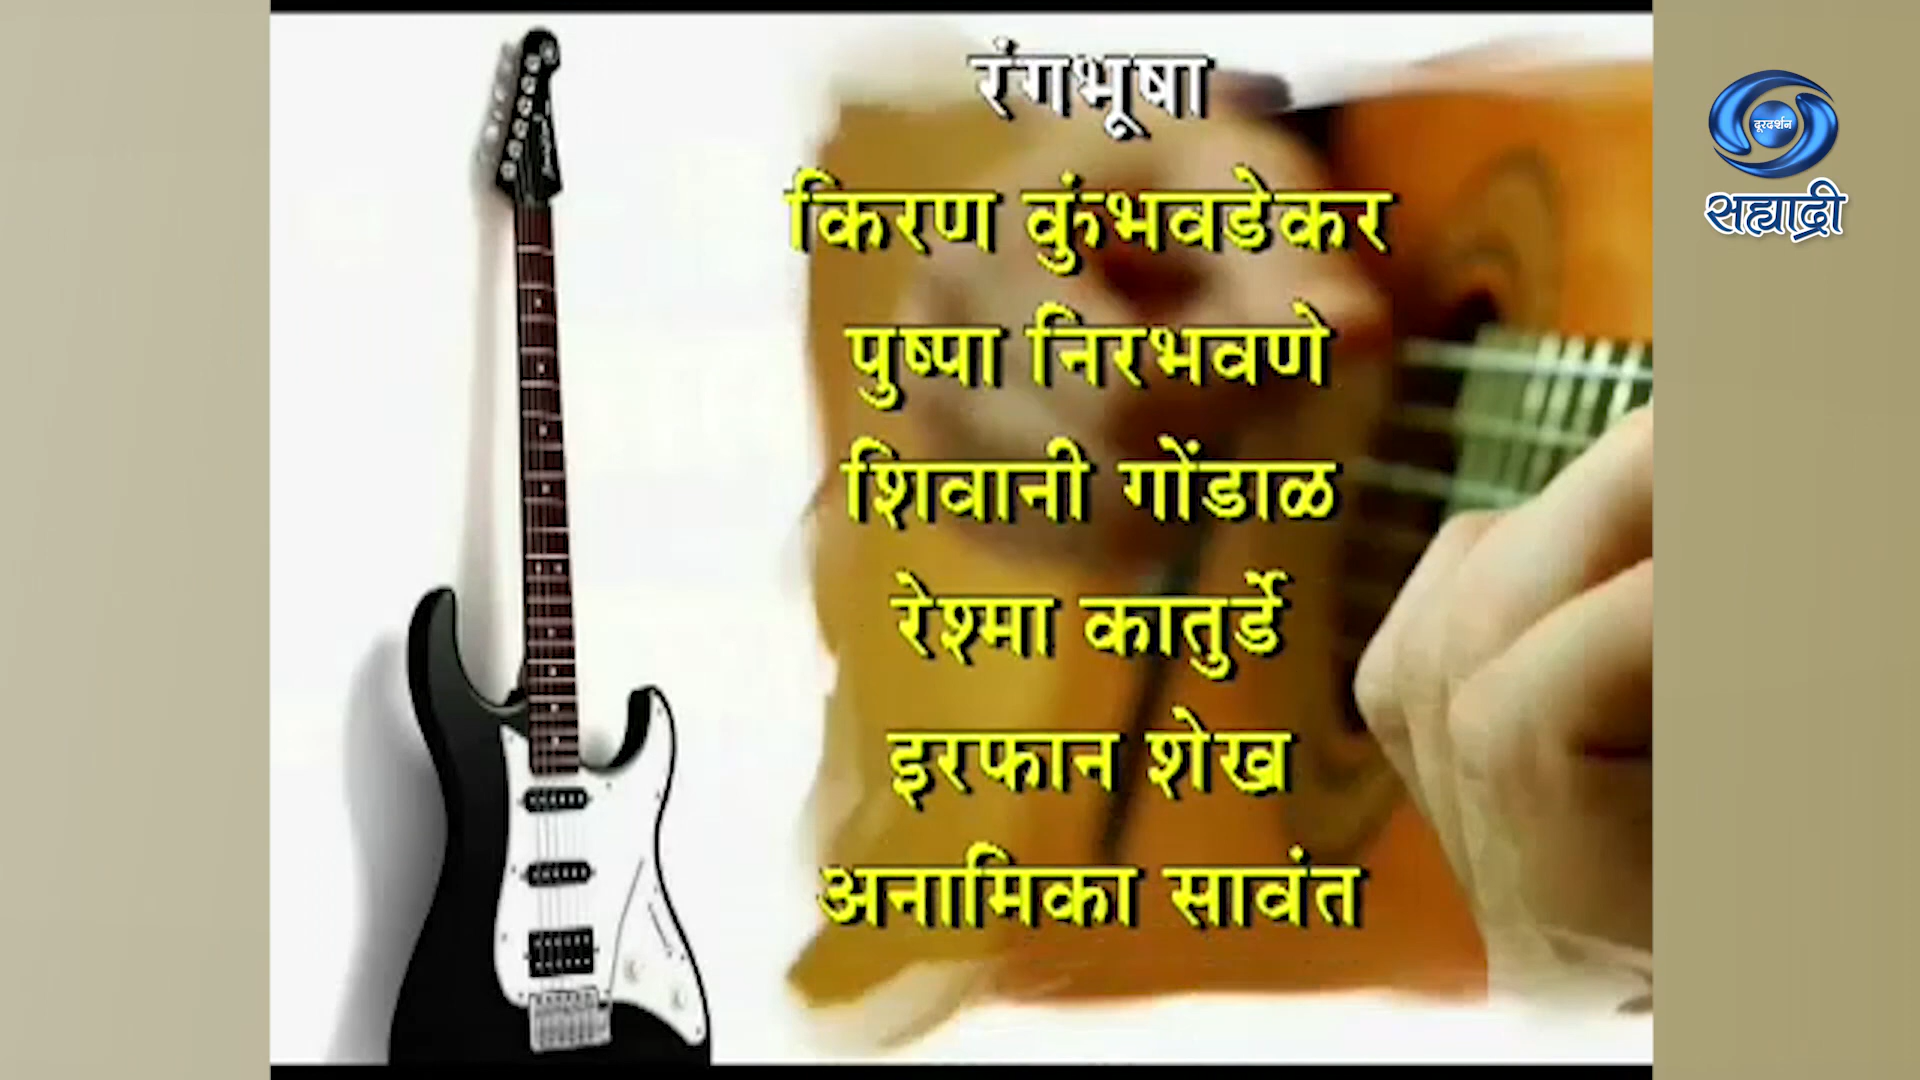 रंगभूषा
किरण कुंभवडेकर
पुष्पा निरभवणे
शिवानी गोंडाळ
रेश्मा कातुर्डे
इरफान शेख
अनामिका सावंत
दूरदर्शन
सह्याद्री